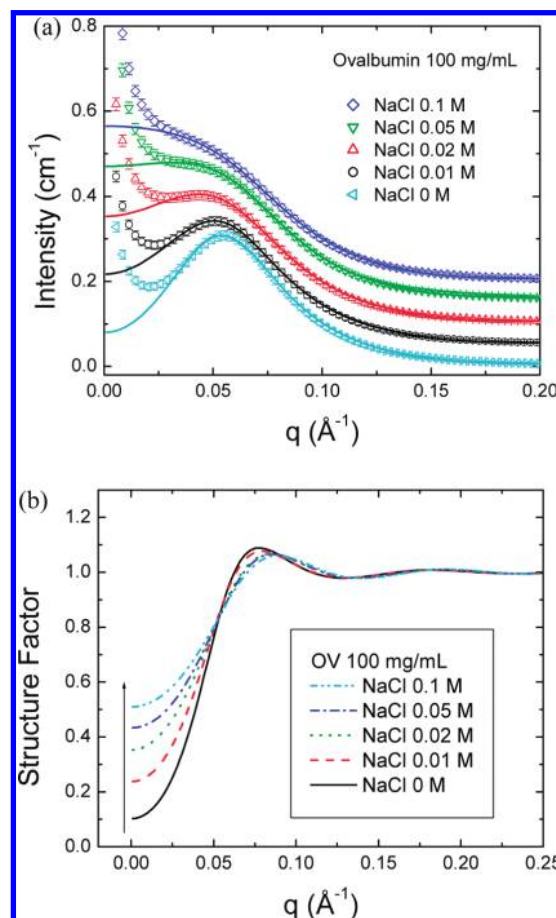 (a)
0.8
0.6
0.4
0.2
0.0
Intensity (cm⁻¹)
Ovalbumin 100 mg/mL
NaCl 0.1 M
NaCl 0.05 M
NaCl 0.02 M
NaCl 0.01 M
NaCl 0 M
0.00 0.05 0.10 0.15 0.20
q (Å⁻¹)
(b)
1.2
1.0
0.8
0.6
0.4
0.2
0.0
Structure Factor
OV 100 mg/mL
NaCl 0.1 M
NaCl 0.05 M
NaCl 0.02 M
NaCl 0.01 M
NaCl 0 M
0.00 0.05 0.10 0.15 0.20 0.25
q (Å⁻¹)